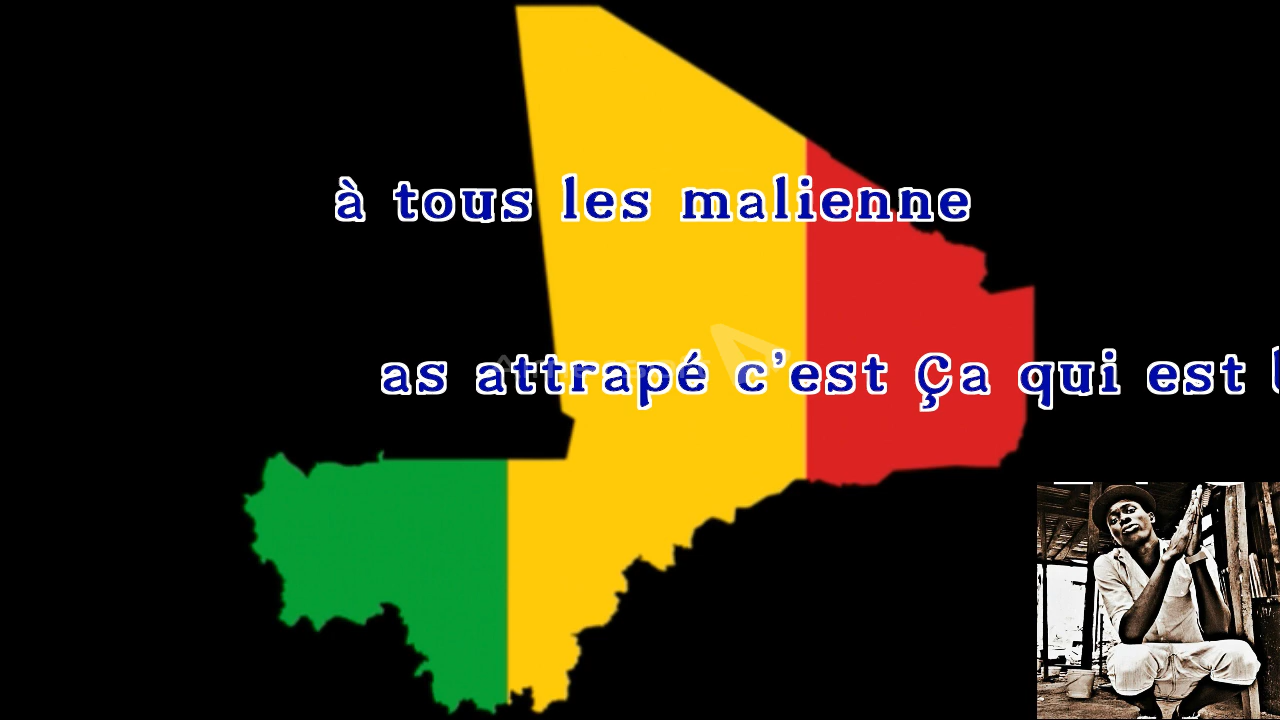 à tous les malienne
as attrapé c'est Ça qui est